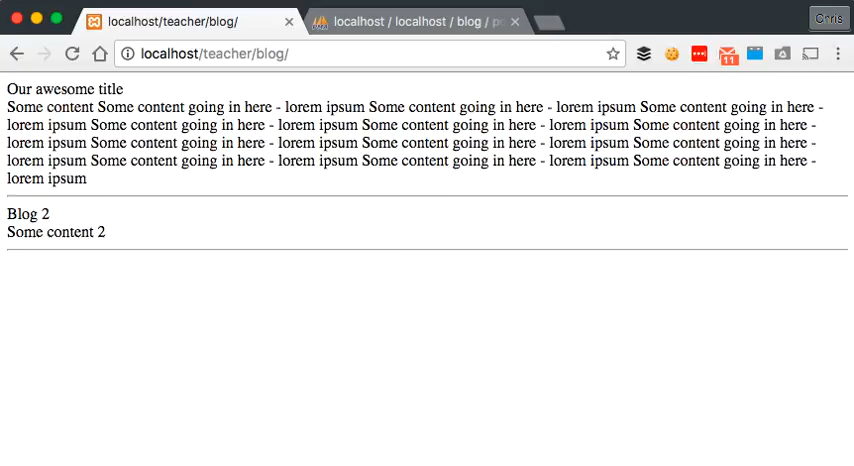 localhost/teacher/blog/
localhost / localhost / blog / po
Chris
localhost/teacher/blog/
11
Our awesome title
Some content Some content going in here - lorem ipsum Some content going in here - lorem ipsum Some content going in here -
lorem ipsum Some content going in here - lorem ipsum Some content going in here - lorem ipsum Some content going in here -
lorem ipsum Some content going in here - lorem ipsum Some content going in here - lorem ipsum Some content going in here -
lorem ipsum Some content going in here - lorem ipsum Some content going in here - lorem ipsum Some content going in here -
lorem ipsum
Blog 2
Some content 2